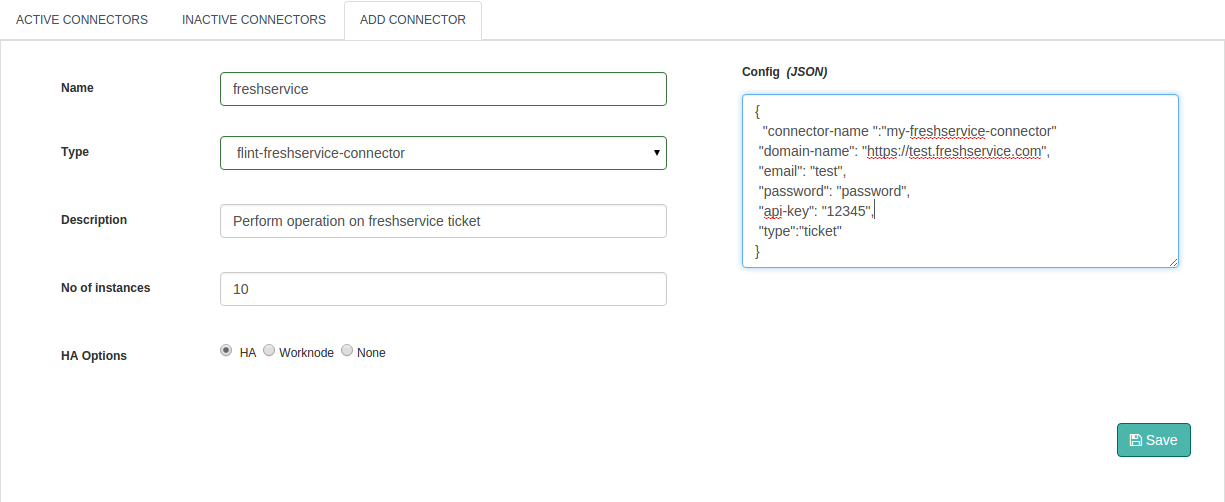 ACTIVE CONNECTORS INACTIVE CONNECTORS ADD CONNECTOR
Name freshservice
Type flint-freshservice-connector
Description Perform operation on freshservice ticket
No of instances 10
HA Options HA Worknode None
Config (JSON)
{
"connector-name ":"my-freshservice-connector"
"domain-name": "https://test.freshservice.com",
"email": "test",
"password": "password",
"api-key": "12345",
"type":"ticket"
}
Save